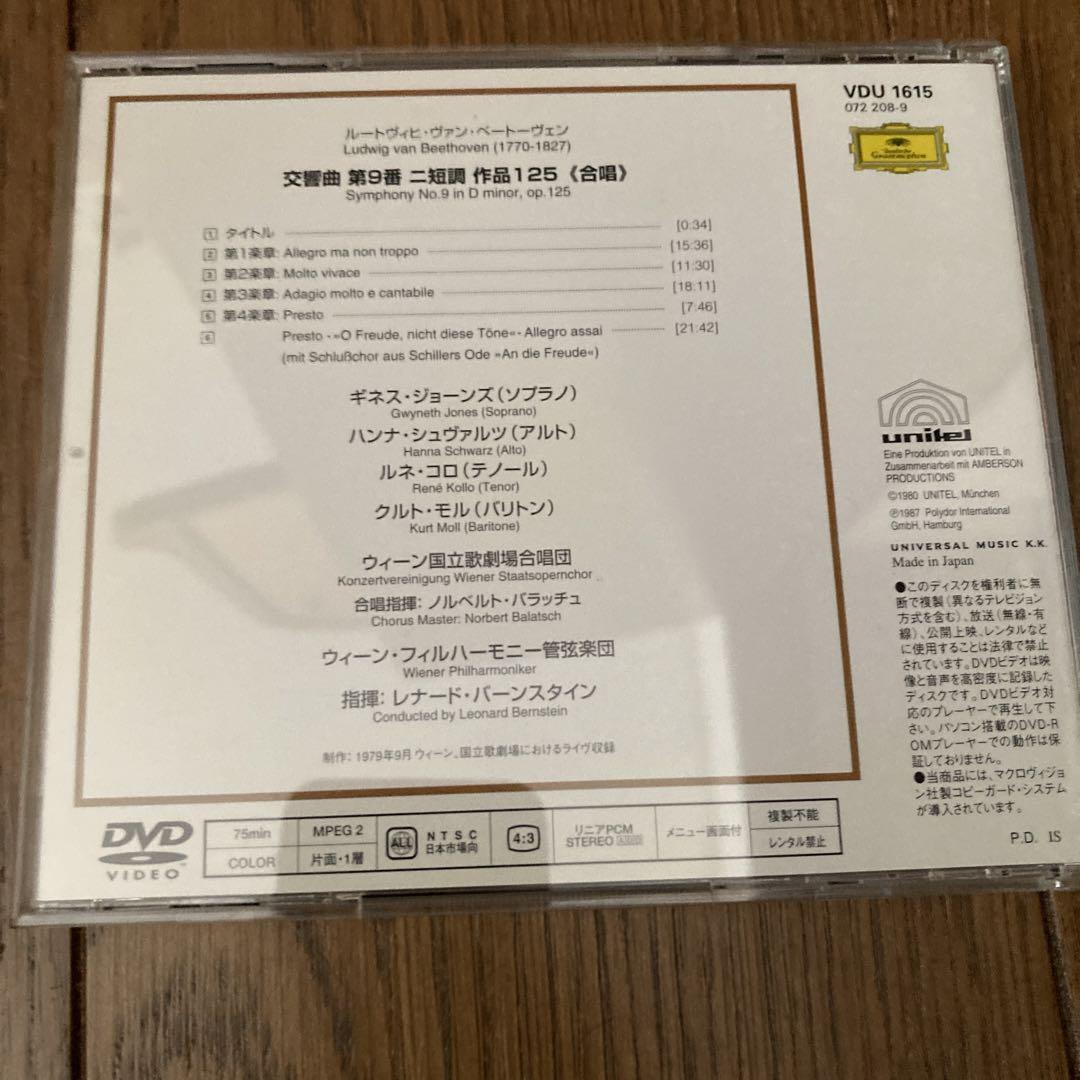 VDU 1615
072 208-9
Deutsche
Grammophon
ルートヴィヒ・ヴァン・ベートーヴェン
Ludwig van Beethoven (1770-1827)
交響曲 第9番 ニ短調 作品125《合唱》
Symphony No.9 in D minor, op.125
1 タイトル [0:34]
2 第1楽章: Allegro ma non troppo [15:36]
3 第2楽章: Molto vivace [11:30]
4 第3楽章: Adagio molto e cantabile [18:11]
5 第4楽章: Presto [7:46]
6 Presto - »O Freude, nicht diese Töne« - Allegro assai [21:42]
(mit Schlußchor aus Schillers Ode »An die Freude«)
ギネス・ジョーンズ(ソプラノ)
Gwyneth Jones (Soprano)
ハンナ・シュヴァルツ(アルト)
Hanna Schwarz (Alto)
ルネ・コロ(テノール)
René Kollo (Tenor)
クルト・モル(バリトン)
Kurt Moll (Baritone)
ウィーン国立歌劇場合唱団
Konzertvereinigung Wiener Staatsopernchor
合唱指揮: ノルベルト・バラッチュ
Chorus Master: Norbert Balatsch
ウィーン・フィルハーモニー管弦楽団
Wiener Philharmoniker
指揮: レナード・バーンスタイン
Conducted by Leonard Bernstein
制作: 1979年9月 ウィーン、国立歌劇場におけるライヴ収録
unitel
Eine Produktion von UNITEL in
Zusammenarbeit mit AMBERSON
PRODUCTIONS
©1980 UNITEL, München
℗1987 Polydor International
GmbH, Hamburg
UNIVERSAL MUSIC K.K.
Made in Japan
●このディスクを権利者に無
断で複製(異なるテレビジョン
方式を含む)、放送(無線・有
線)、公開上映、レンタルなど
に使用することは法律で禁止
されています。DVDビデオは映
像と音声を高密度に記録した
ディスクです。DVDビデオ対
応のプレーヤーで再生して下
さい。パソコン搭載のDVD-R
OMプレーヤーでの動作は保
証しておりません。
●当商品には、マクロヴィジョ
ン社製コピーガード・システム
が導入されています。
P.D. IS
DVD
VIDEO
75min
COLOR
MPEG 2
片面・1層
ALL
NTSC
日本市場向
4:3
リニアPCM
STEREO
メニュー画面付
複製不能
レンタル禁止